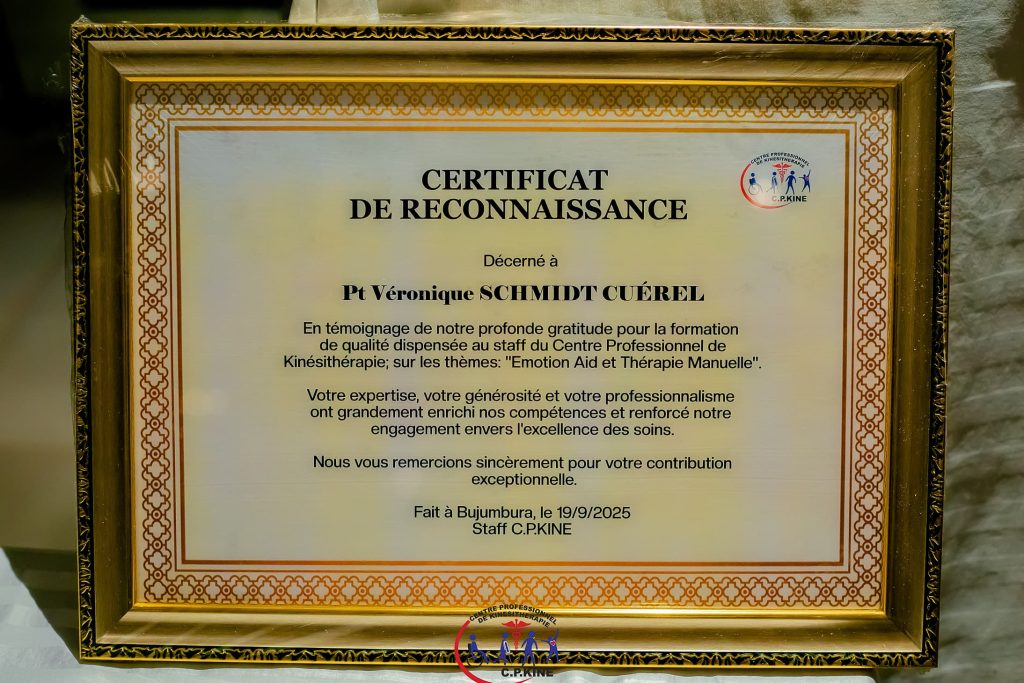 CENTRE PROFESSIONNEL
DE KINESITHERAPIE
C.P.KINE
CERTIFICAT
DE RECONNAISSANCE
Décerné à
Pt Véronique SCHMIDT CUÉREL
En témoignage de notre profonde gratitude pour la formation
de qualité dispensée au staff du Centre Professionnel de
Kinésithérapie; sur les thèmes: "Emotion Aid et Thérapie Manuelle".
Votre expertise, votre générosité et votre professionnalisme
ont grandement enrichi nos compétences et renforcé notre
engagement envers l'excellence des soins.
Nous vous remercions sincèrement pour votre contribution
exceptionnelle.
Fait à Bujumbura, le 19/9/2025
Staff C.P.KINE
CENTRE PROFESSIONNEL
DE KINESITHERAPIE
C.P.KINE